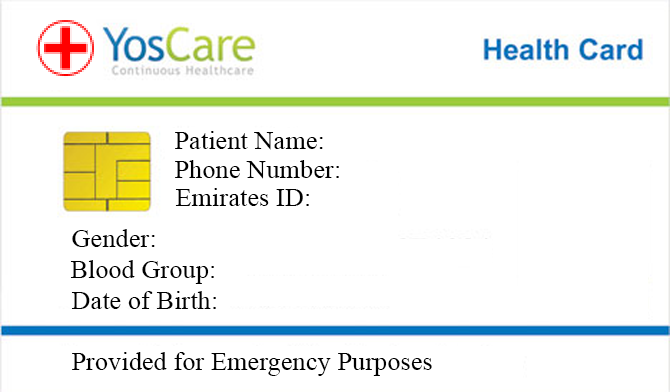 YosCare
Continuous Healthcare
Health Card
Patient Name:
Phone Number:
Emirates ID:
Gender:
Blood Group:
Date of Birth:
Provided for Emergency Purposes